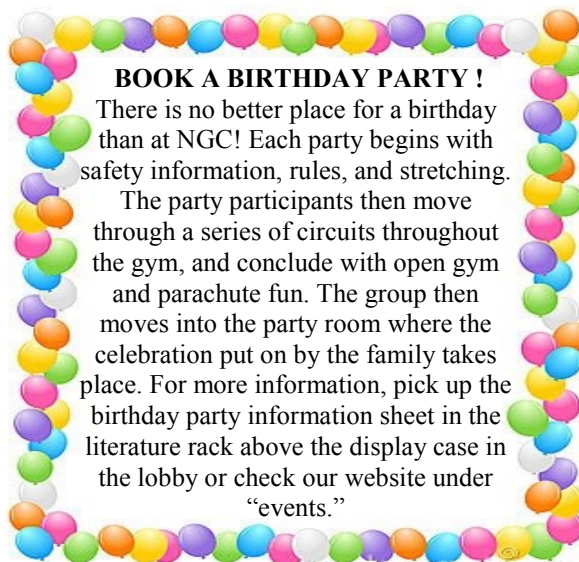 BOOK A BIRTHDAY PARTY !
There is no better place for a birthday
than at NGC! Each party begins with
safety information, rules, and stretching.
The party participants then move
through a series of circuits throughout
the gym, and conclude with open gym
and parachute fun. The group then
moves into the party room where the
celebration put on by the family takes
place. For more information, pick up the
birthday party information sheet in the
literature rack above the display case in
the lobby or check our website under
“events.”